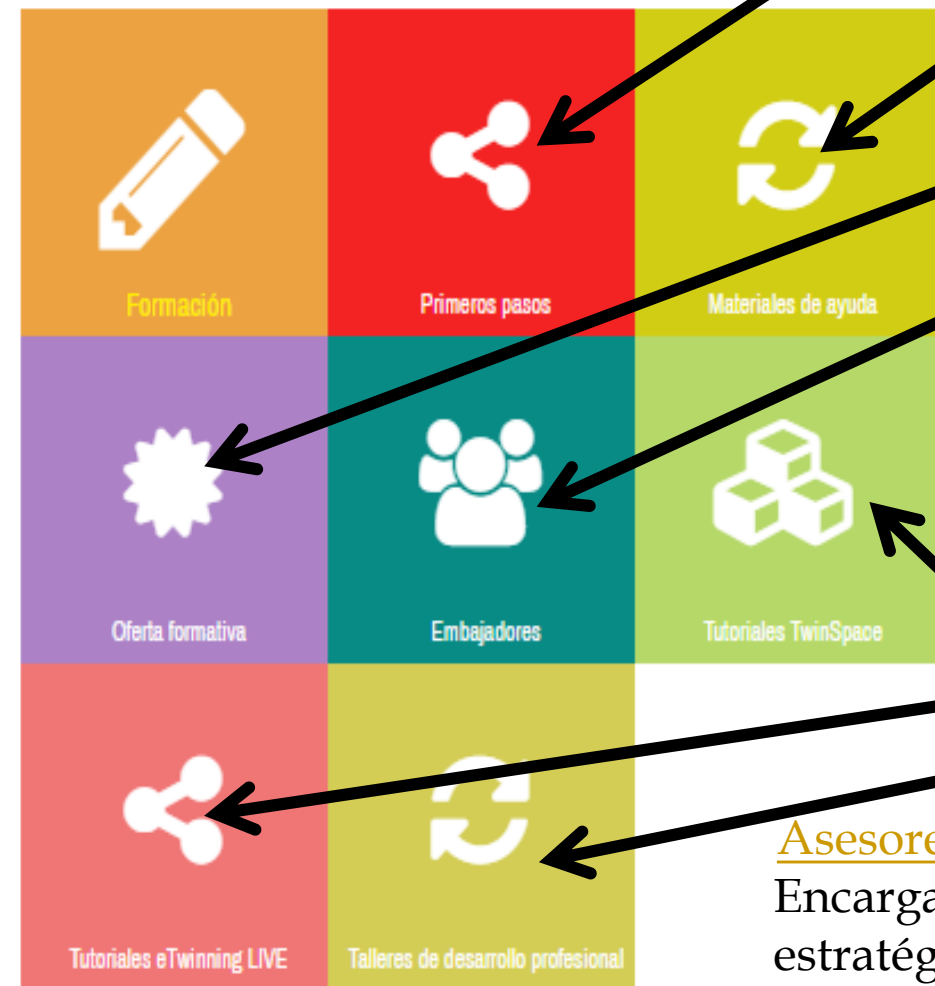 Formación
Primeros pasos
Materiales de ayuda
Oferta formativa
Embajadores
Tutoriales TwinSpace
Tutoriales eTwinning LIVE
Talleres de desarrollo profesional
Asesore
Encarga
estratég